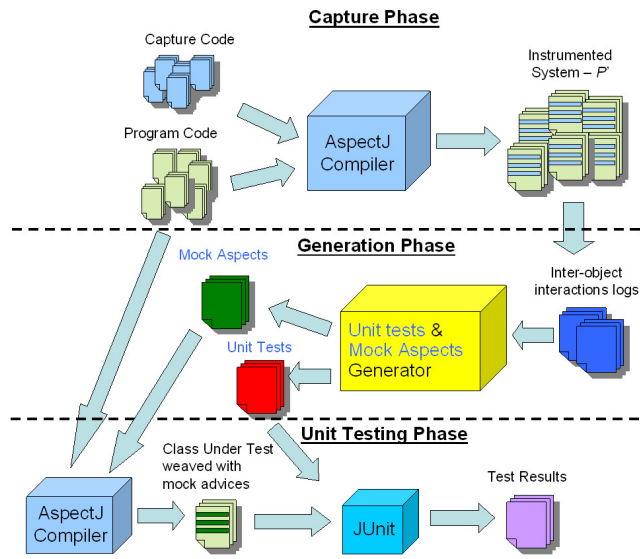 Capture Phase
Capture Code
Instrumented
System – P'
Program Code
AspectJ
Compiler
Generation Phase
Mock Aspects
Inter-object
interactions logs
Unit tests &
Mock Aspects
Generator
Unit Tests
Unit Testing Phase
Class Under Test
weaved with
mock advices
Test Results
AspectJ
Compiler
JUnit